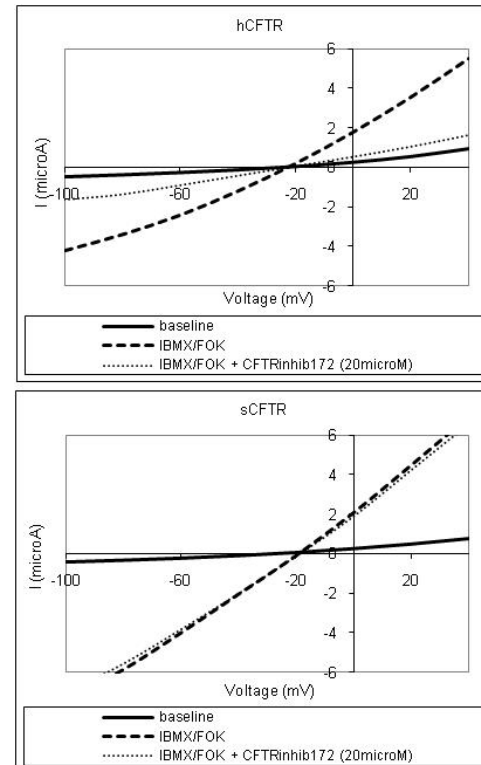 hCFTR
6
4
2
0
-100
-60
-20
20
-2
-4
-6
I (microA)
Voltage (mV)
baseline
IBMX/FOK
IBMX/FOK + CFTRinhib172 (20microM)
sCFTR
6
4
2
0
-100
-60
-20
20
-2
-4
-6
I (microA)
Voltage (mV)
baseline
IBMX/FOK
IBMX/FOK + CFTRinhib172 (20microM)